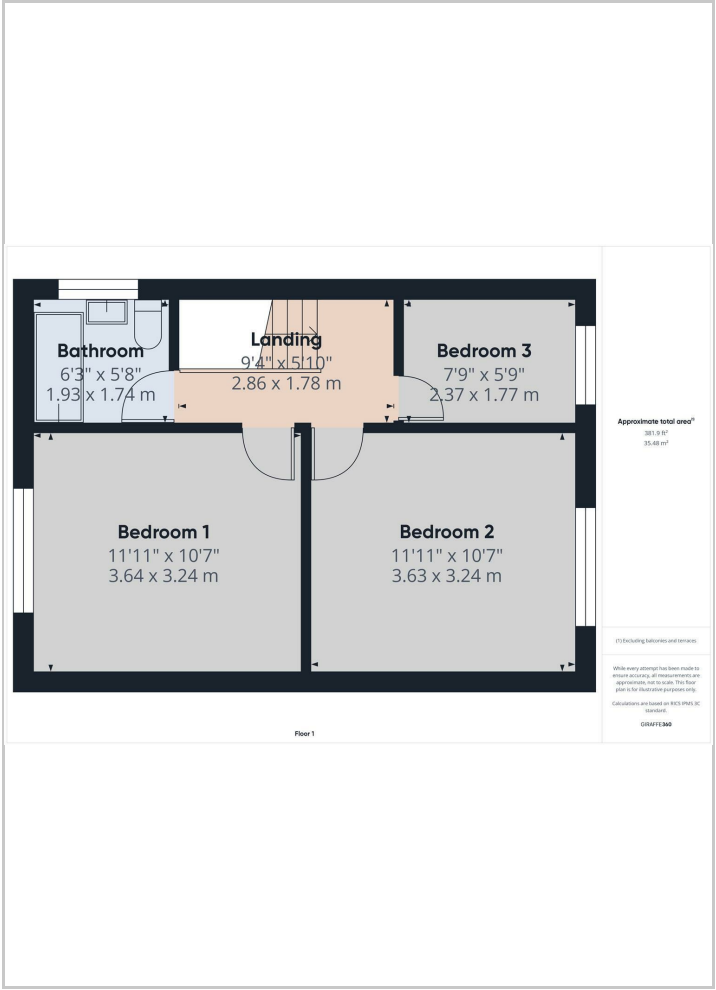 Bathroom
6'3" x 5'8"
1.93 x 1.74 m
Landing
9'4" x 5'10"
2.86 x 1.78 m
Bedroom 3
7'9" x 5'9"
2.37 x 1.77 m
Bedroom 1
11'11" x 10'7"
3.64 x 3.24 m
Bedroom 2
11'11" x 10'7"
3.63 x 3.24 m
Floor 1
Approximate total area(1)
381.9 ft²
35.48 m²
(1) Excluding balconies and terraces
While every attempt has been made to
ensure accuracy, all measurements are
approximate, not to scale. This floor
plan is for illustrative purposes only.
Calculations are based on RICS IPMS 3C
standard.
GIRAFFE360